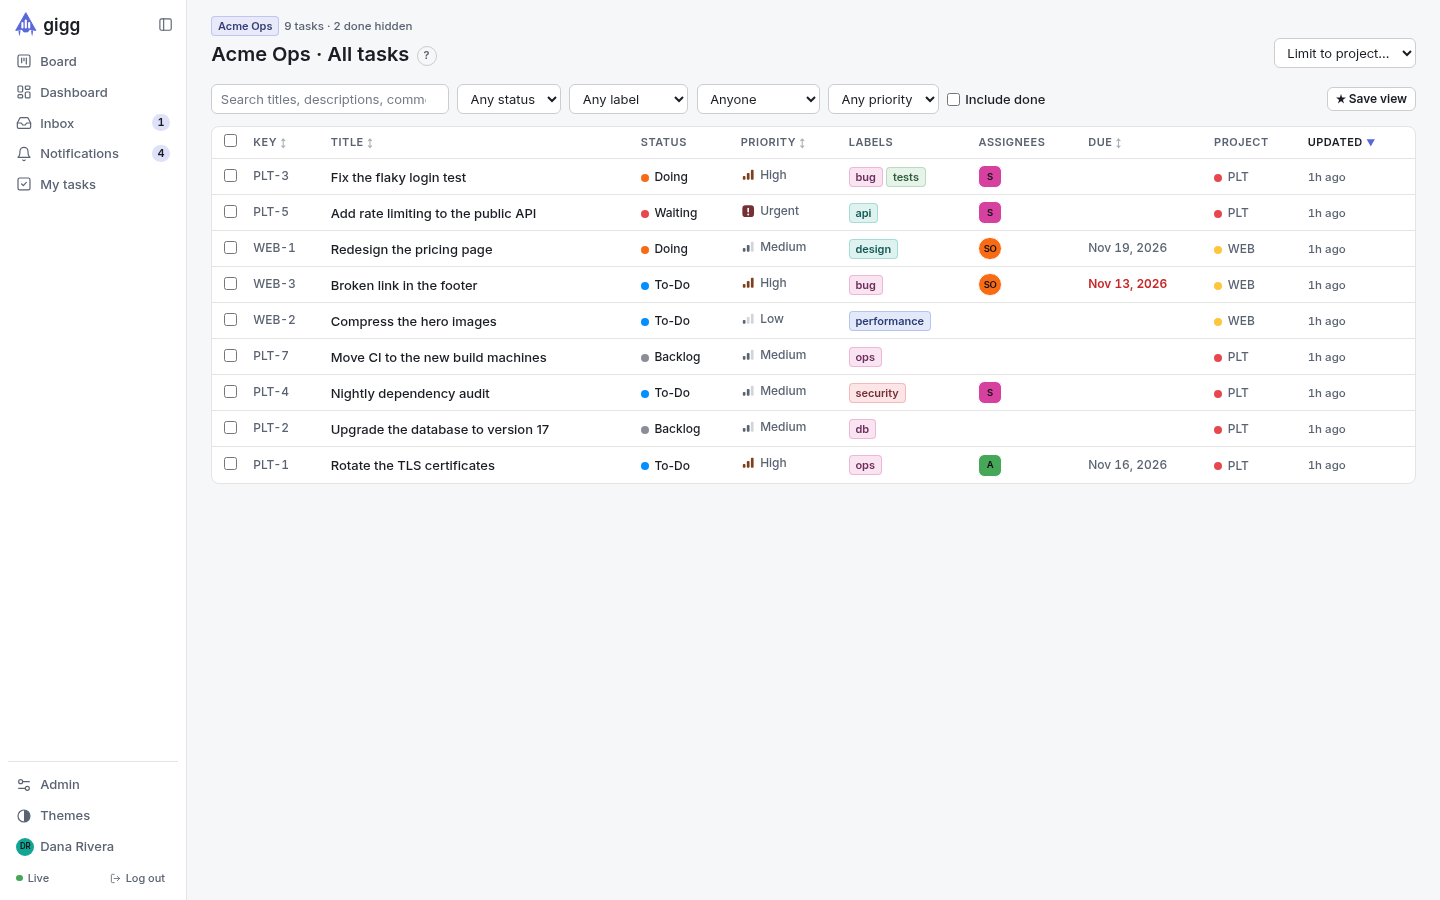 gigg
Board
Dashboard
Inbox 1
Notifications 4
My tasks
Admin
Themes
DR Dana Rivera
Live Log out
Acme Ops 9 tasks · 2 done hidden
Acme Ops · All tasks ?
Limit to project...
Search titles, descriptions, comm Any status Any label Anyone Any priority Include done ★ Save view
KEY ↕ TITLE ↕ STATUS PRIORITY ↕ LABELS ASSIGNEES DUE ↕ PROJECT UPDATED ▼
PLT-3 Fix the flaky login test Doing High bug tests S PLT 1h ago
PLT-5 Add rate limiting to the public API Waiting Urgent api S PLT 1h ago
WEB-1 Redesign the pricing page Doing Medium design SO Nov 19, 2026 WEB 1h ago
WEB-3 Broken link in the footer To-Do High bug SO Nov 13, 2026 WEB 1h ago
WEB-2 Compress the hero images To-Do Low performance WEB 1h ago
PLT-7 Move CI to the new build machines Backlog Medium ops PLT 1h ago
PLT-4 Nightly dependency audit To-Do Medium security S PLT 1h ago
PLT-2 Upgrade the database to version 17 Backlog Medium db PLT 1h ago
PLT-1 Rotate the TLS certificates To-Do High ops A Nov 16, 2026 PLT 1h ago